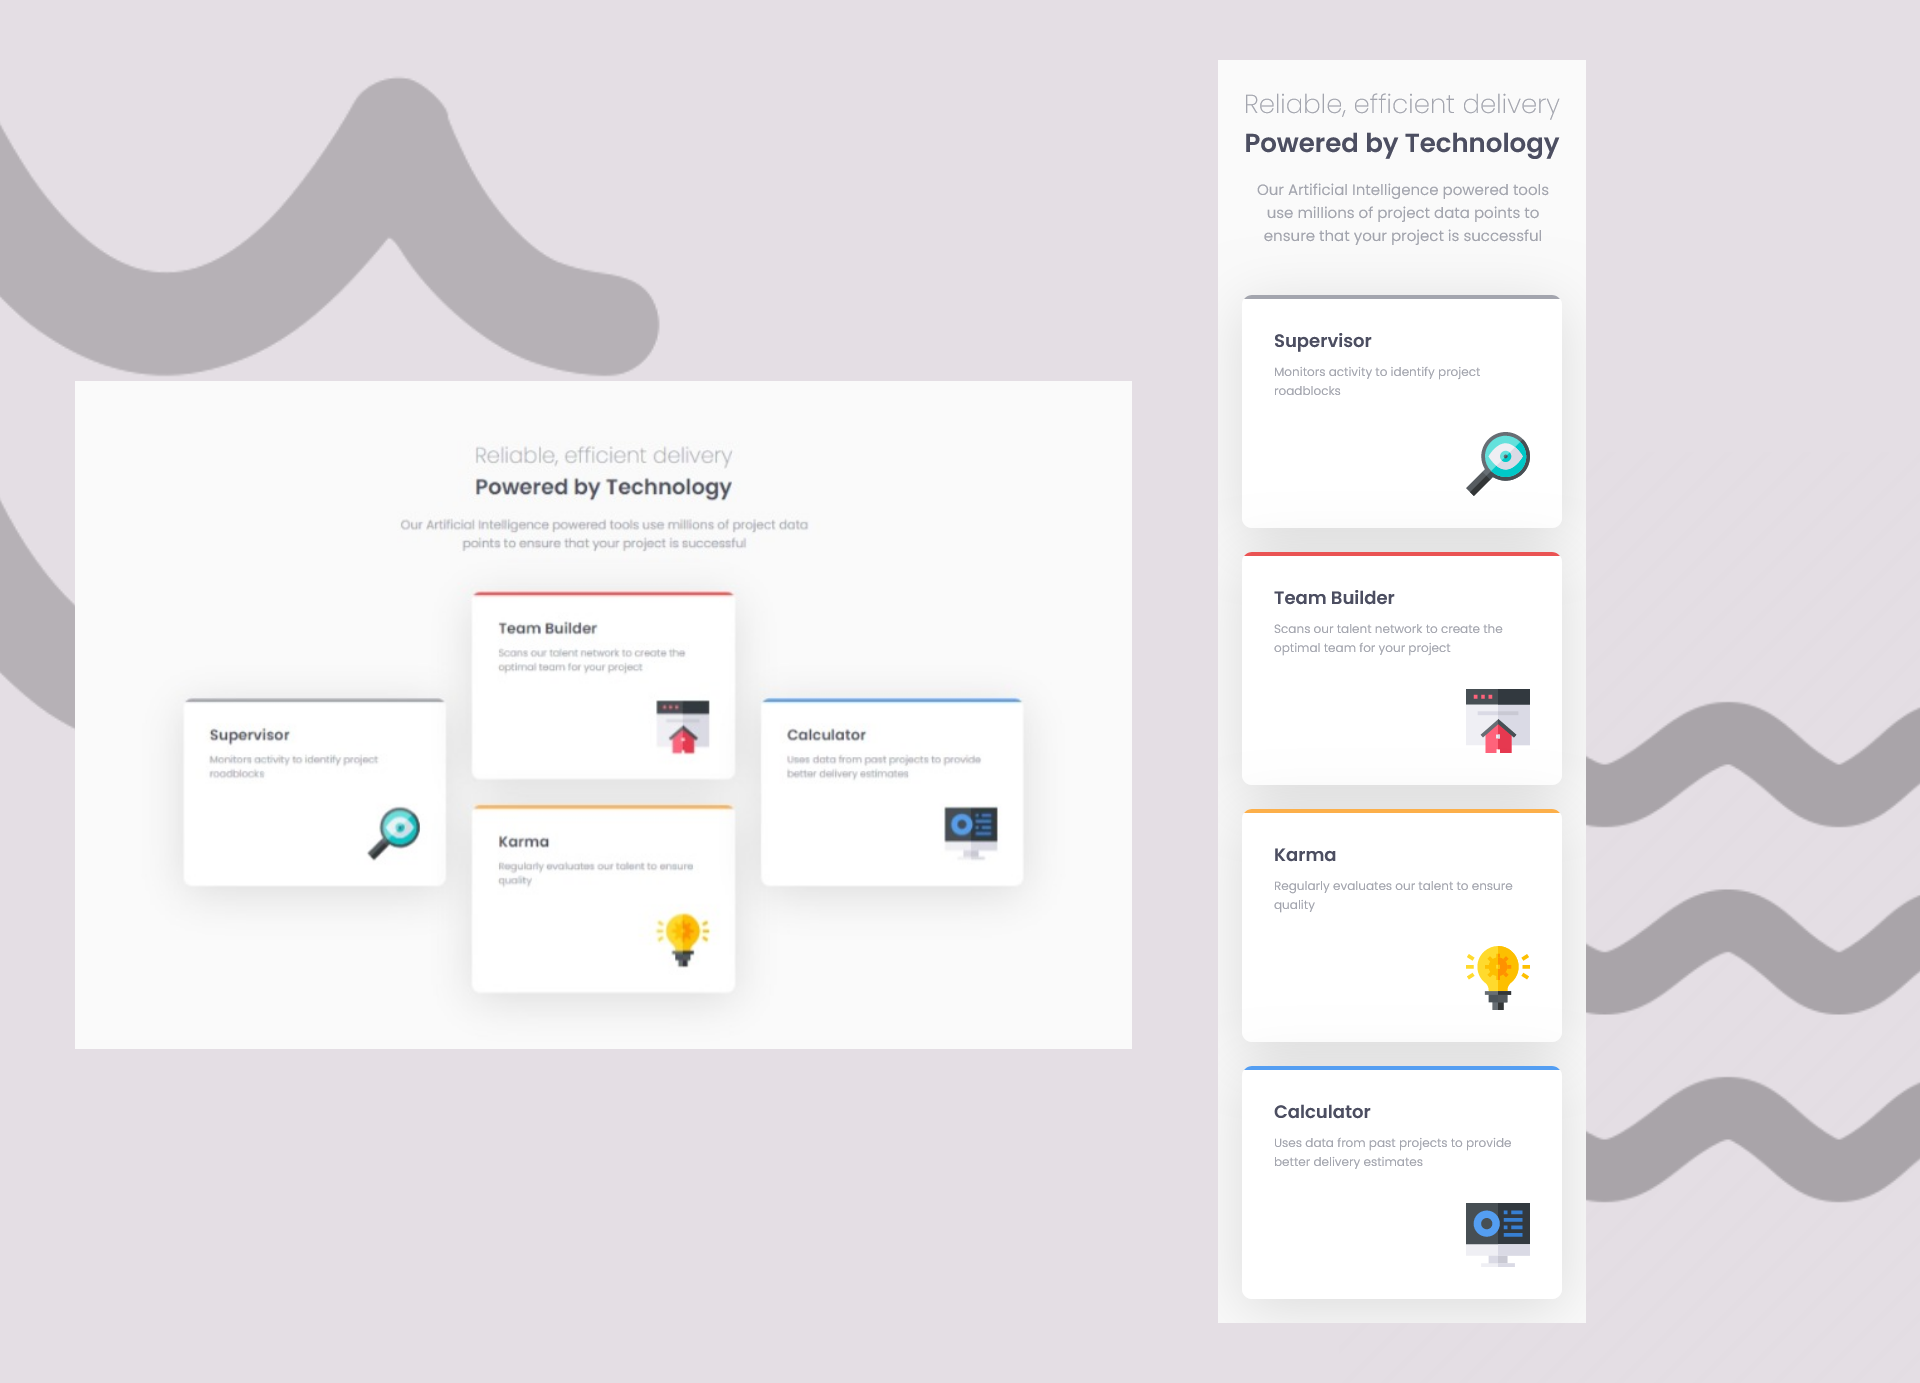 Reliable, efficient delivery
Powered by Technology
Our Artificial Intelligence powered tools use millions of project data
points to ensure that your project is successful
Team Builder
Scans our talent network to create the
optimal team for your project
Supervisor
Monitors activity to identify project
roadblocks
Calculator
Uses data from past projects to provide
better delivery estimates
Karma
Regularly evaluates our talent to ensure
quality
Reliable, efficient delivery
Powered by Technology
Our Artificial Intelligence powered tools
use millions of project data points to
ensure that your project is successful
Supervisor
Monitors activity to identify project
roadblocks
Team Builder
Scans our talent network to create the
optimal team for your project
Karma
Regularly evaluates our talent to ensure
quality
Calculator
Uses data from past projects to provide
better delivery estimates